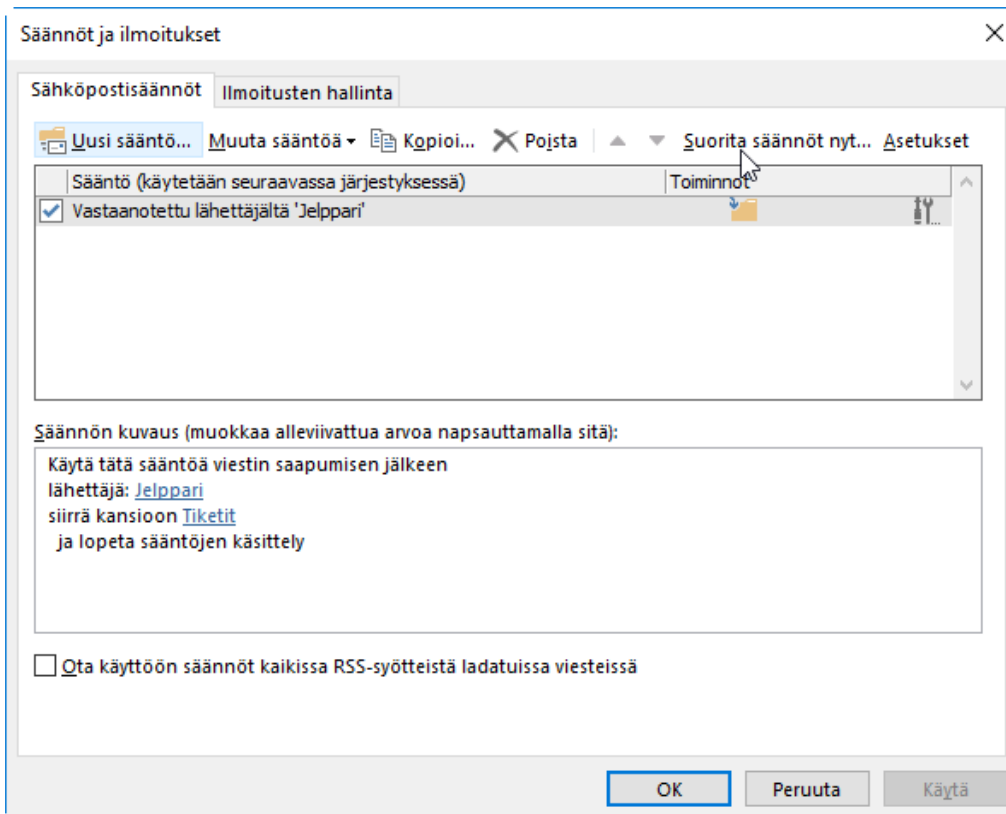 Säännöt ja ilmoitukset
Sähköpostisäännöt Ilmoitusten hallinta
Uusi sääntö... Muuta sääntöä Kopioi... Poista Suorita säännöt nyt... Asetukset
Sääntö (käytetään seuraavassa järjestyksessä) Toiminnot
Vastaanotettu lähettäjältä 'Jelppari'
Säännön kuvaus (muokkaa alleviivattua arvoa napsauttamalla sitä):
Käytä tätä sääntöä viestin saapumisen jälkeen
lähettäjä: Jelppari
siirrä kansioon Tiketit
ja lopeta sääntöjen käsittely
Ota käyttöön säännöt kaikissa RSS-syötteistä ladatuissa viesteissä
OK Peruuta Käytä